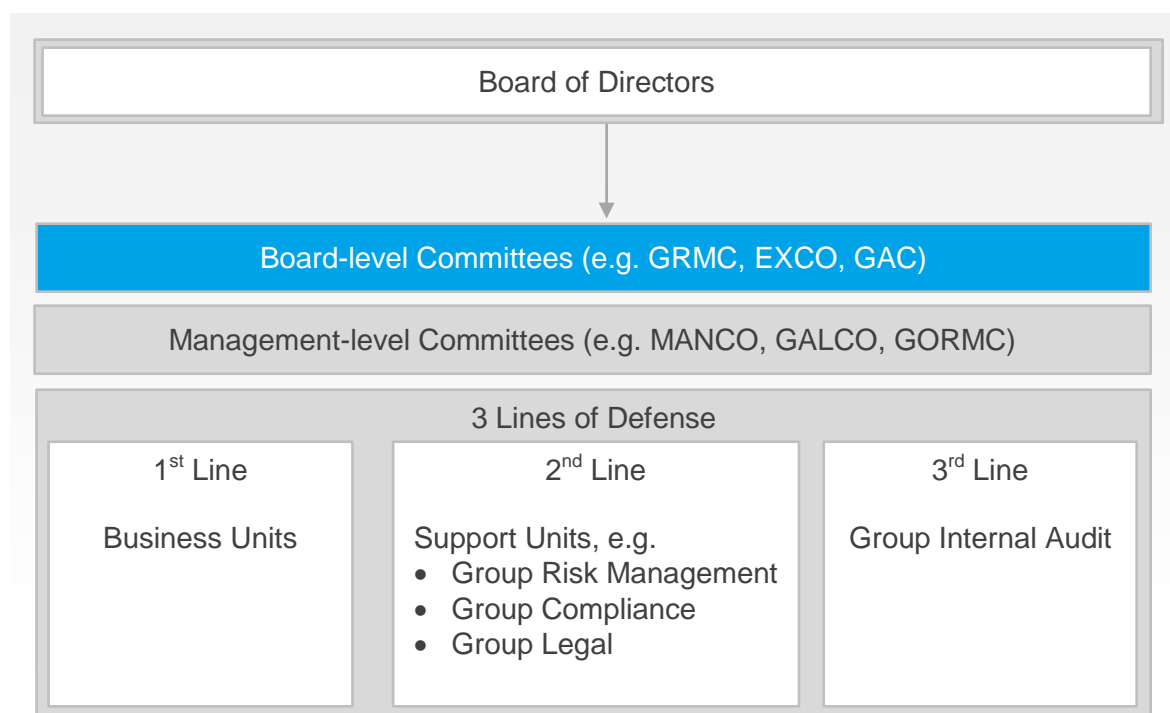 Board of Directors
Board-level Committees (e.g. GRMC, EXCO, GAC)
Management-level Committees (e.g. MANCO, GALCO, GORMC)
3 Lines of Defense
1st Line
Business Units
2nd Line
Support Units, e.g.
• Group Risk Management
• Group Compliance
• Group Legal
3rd Line
Group Internal Audit